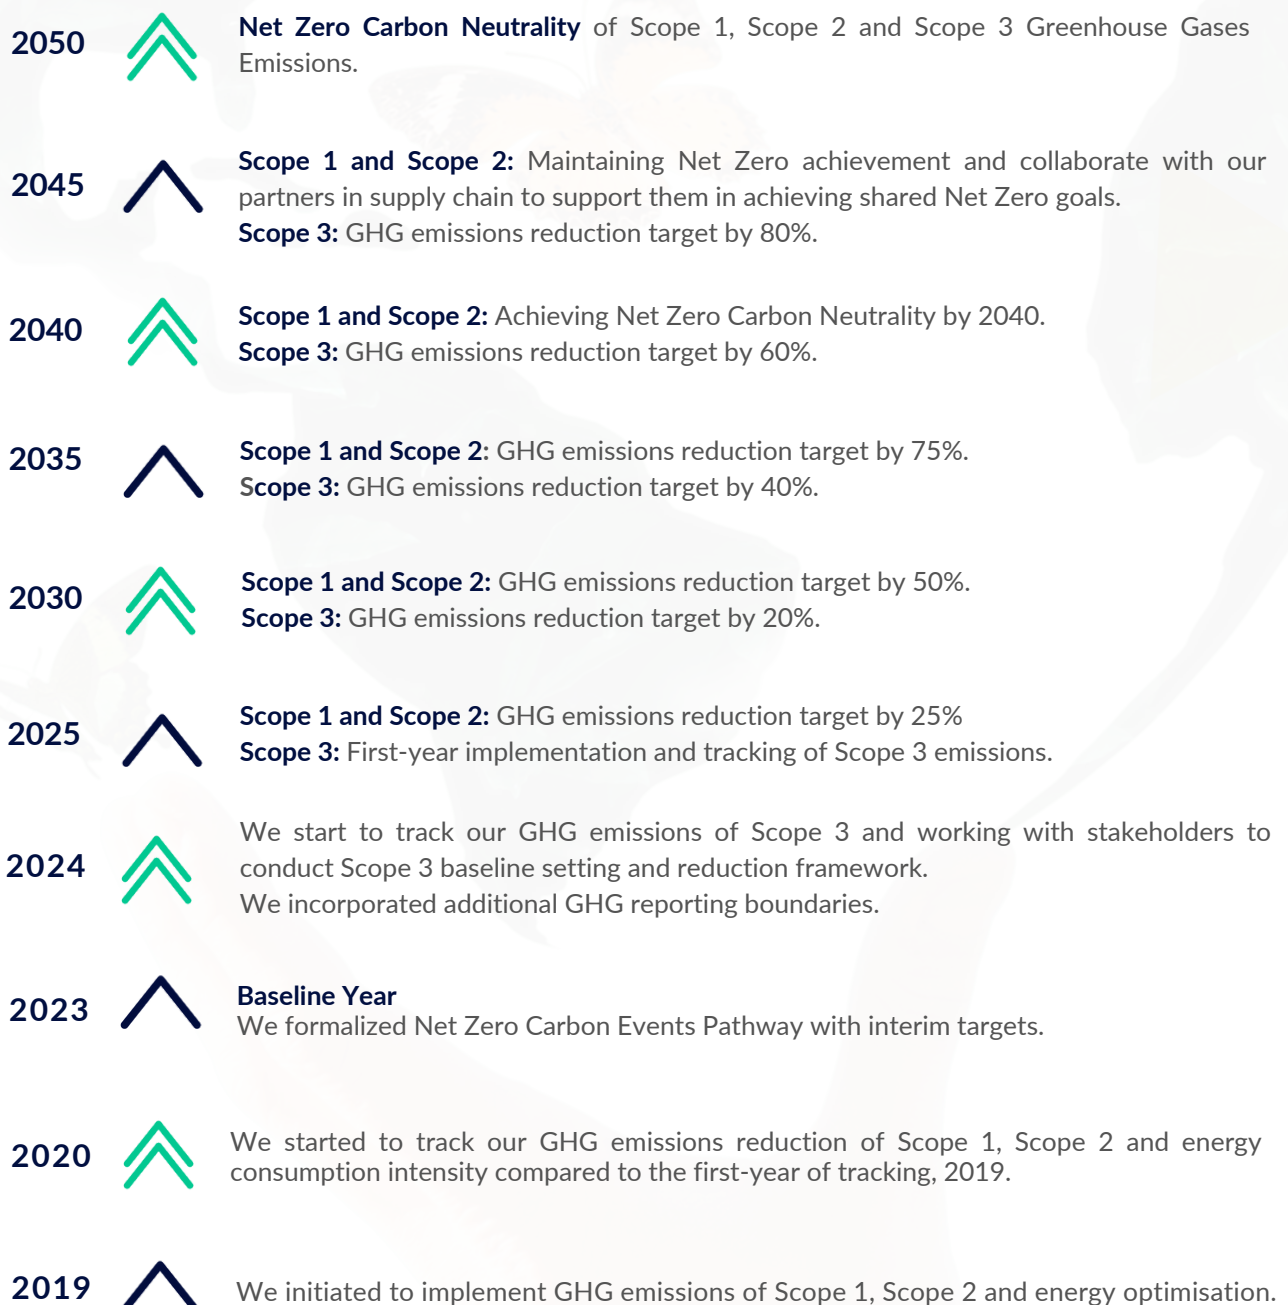 2050
Net Zero Carbon Neutrality of Scope 1, Scope 2 and Scope 3 Greenhouse Gases
Emissions.
2045
Scope 1 and Scope 2: Maintaining Net Zero achievement and collaborate with our
partners in supply chain to support them in achieving shared Net Zero goals.
Scope 3: GHG emissions reduction target by 80%.
2040
Scope 1 and Scope 2: Achieving Net Zero Carbon Neutrality by 2040.
Scope 3: GHG emissions reduction target by 60%.
2035
Scope 1 and Scope 2: GHG emissions reduction target by 75%.
Scope 3: GHG emissions reduction target by 40%.
2030
Scope 1 and Scope 2: GHG emissions reduction target by 50%.
Scope 3: GHG emissions reduction target by 20%.
2025
Scope 1 and Scope 2: GHG emissions reduction target by 25%
Scope 3: First-year implementation and tracking of Scope 3 emissions.
2024
We start to track our GHG emissions of Scope 3 and working with stakeholders to
conduct Scope 3 baseline setting and reduction framework.
We incorporated additional GHG reporting boundaries.
2023
Baseline Year
We formalized Net Zero Carbon Events Pathway with interim targets.
2020
We started to track our GHG emissions reduction of Scope 1, Scope 2 and energy
consumption intensity compared to the first-year of tracking, 2019.
2019
We initiated to implement GHG emissions of Scope 1, Scope 2 and energy optimisation.